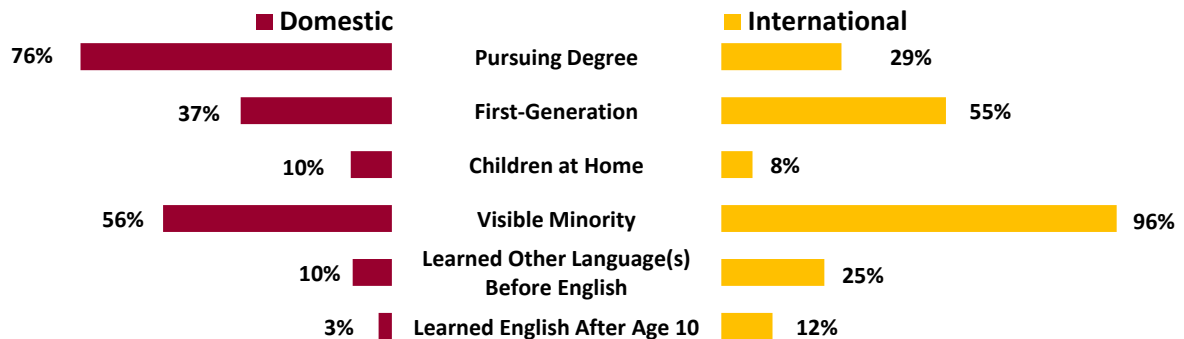 Domestic International
76% Pursuing Degree 29%
37% First-Generation 55%
10% Children at Home 8%
56% Visible Minority 96%
Learned Other Language(s)
10% Before English 25%
3% Learned English After Age 10 12%